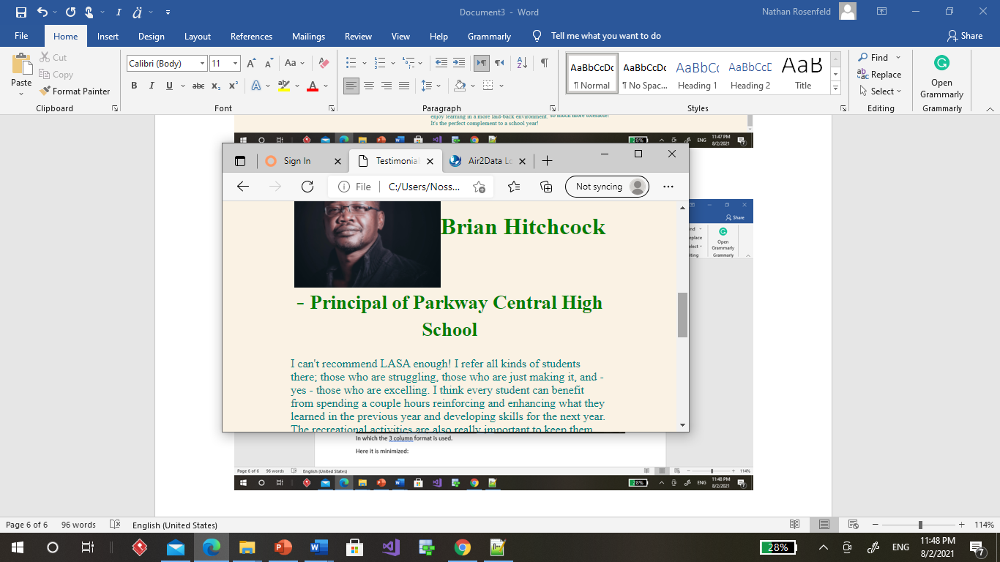 Document3 - Word
Nathan Rosenfeld
File Home Insert Design Layout References Mailings Review View Help Grammarly Tell me what you want to do Share
Paste
Cut
Copy
Format Painter
Clipboard
Calibri (Body) 11
Font
Paragraph
AaBbCcDc
¶ Normal
AaBbCcDc
¶ No Spac...
AaBbCc
Heading 1
AaBbCcD
Heading 2
AaB
Title
Styles
Find
Replace
Select
Editing
Open
Grammarly
Grammarly
enjoy learning in a more laid-back environment. so much more tolerable!
It's the perfect complement to a school year!
28% ENG 11:47 PM
8/2/2021
Sign In
Testimonial
Air2Data Lo
File C:/Users/Noss... Not syncing
Brian Hitchcock
- Principal of Parkway Central High
School
I can't recommend LASA enough! I refer all kinds of students
there; those who are struggling, those who are just making it, and -
yes - those who are excelling. I think every student can benefit
from spending a couple hours reinforcing and enhancing what they
learned in the previous year and developing skills for the next year.
The recreational activities are also really important to keep them
Share
Open
Grammarly
Grammarly
In which the 3 column format is used.
Here it is minimized:
Page 6 of 6 96 words English (United States) 114%
28% ENG 11:48 PM
8/2/2021
Page 6 of 6 96 words English (United States) 114%
28% ENG 11:48 PM
8/2/2021 7